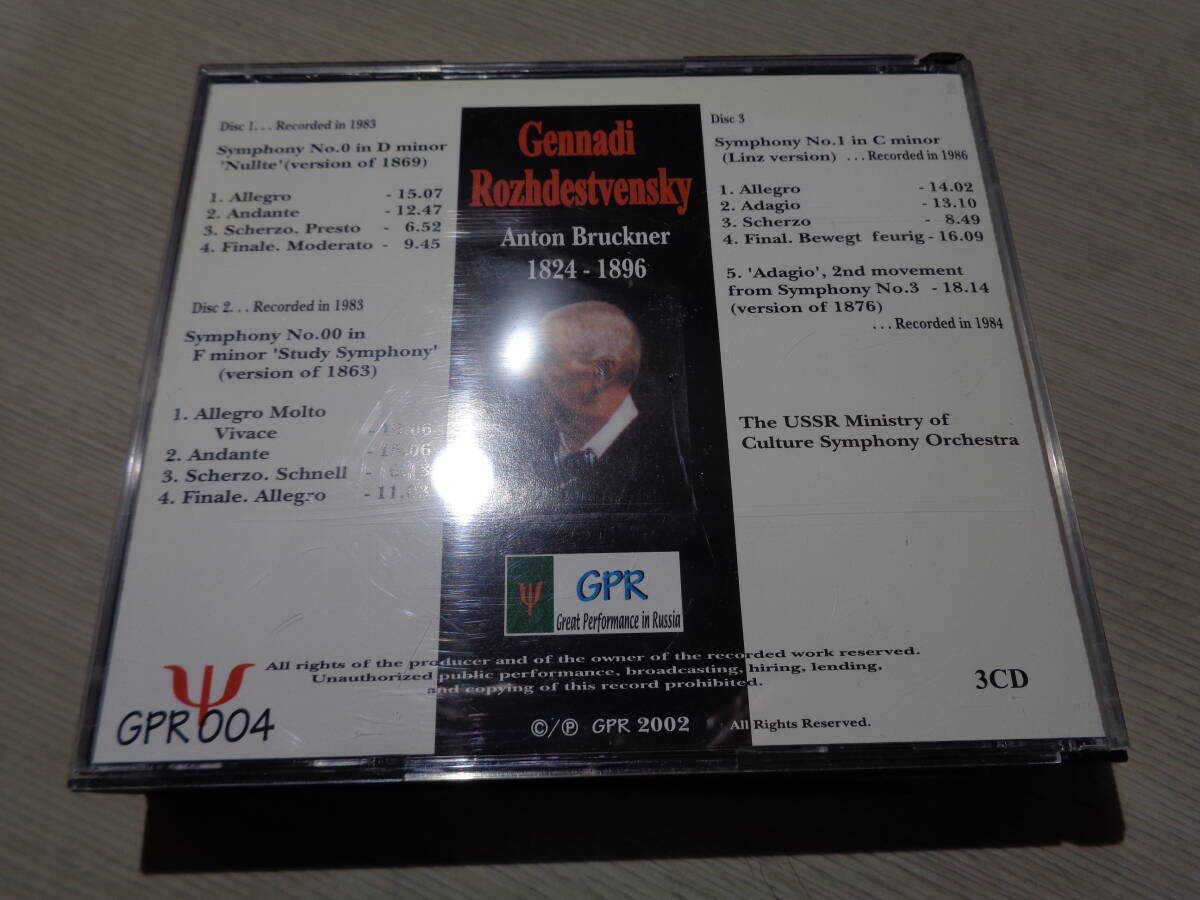 Disc 1. . . Recorded in 1983
Symphony No.0 in D minor
'Nullte'(version of 1869)
1. Allegro - 15.07
2. Andante - 12.47
3. Scherzo. Presto - 6.52
4. Finale. Moderato - 9.45
Disc 2. . . Recorded in 1983
Symphony No.00 in
F minor 'Study Symphony'
(version of 1863)
1. Allegro Molto
Vivace
2. Andante
3. Scherzo. Schnell
4. Finale. Allegro
Gennadi
Rozhdestvensky
Anton Bruckner
1824 - 1896
GPR
Great Performance in Russia
Disc 3
Symphony No.1 in C minor
(Linz version) . . . Recorded in 1986
1. Allegro - 14.02
2. Adagio - 13.10
3. Scherzo - 8.49
4. Final. Bewegt feurig - 16.09
5. 'Adagio', 2nd movement
from Symphony No.3 - 18.14
(version of 1876)
. . . Recorded in 1984
The USSR Ministry of
Culture Symphony Orchestra
All rights of the producer and of the owner of the recorded work reserved.
Unauthorized public performance, broadcasting, hiring, lending,
and copying of this record prohibited.
3CD
GPR 004
©/℗ GPR 2002 All Rights Reserved.